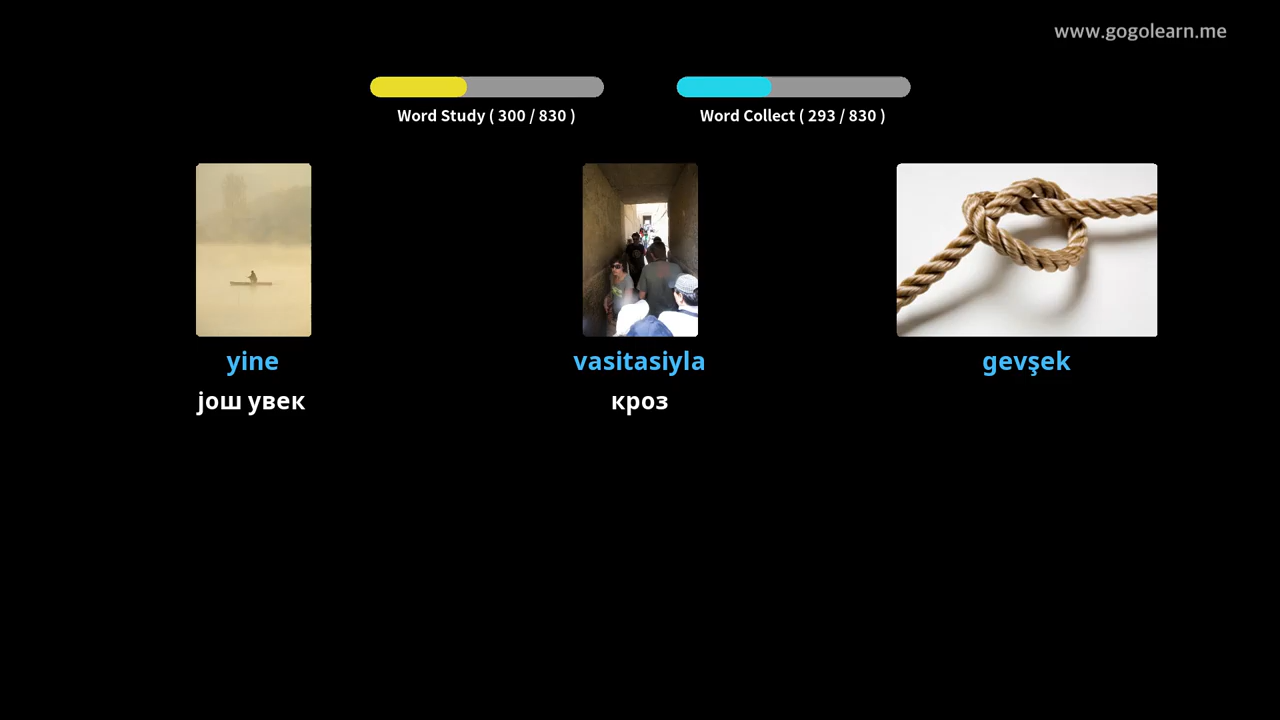 www.gogolearn.me
Word Study ( 300 / 830 )
Word Collect ( 293 / 830 )
yine
vasitasiyla
gevşek
још увек
кроз